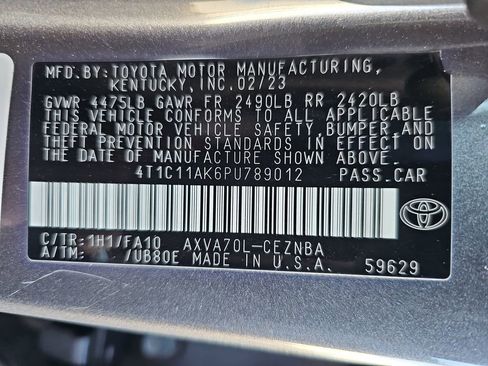 MFD. BY: TOYOTA MOTOR MANUFACTURING,
KENTUCKY, INC. 02/23
GVWR 4475LB GAWR FR 2490LB RR 2420LB
THIS VEHICLE CONFORMS TO ALL APPLICABLE
FEDERAL MOTOR VEHICLE SAFETY, BUMPER, AND
THEFT PREVENTION STANDARDS IN EFFECT ON
THE DATE OF MANUFACTURE SHOWN ABOVE.
4T1C11AK6PU789012 PASS. CAR
C/TR: 1H1/FA10 AXVA70L-CEZNBA
A/TM: /UB80E MADE IN U.S.A. 59629